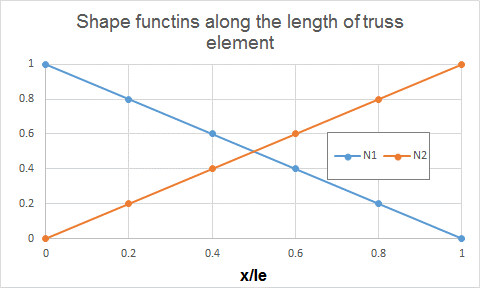 Shape functins along the length of truss
element
1
0.8
0.6
0.4
0.2
0
N1 N2
0 0.2 0.4 0.6 0.8 1
x/le